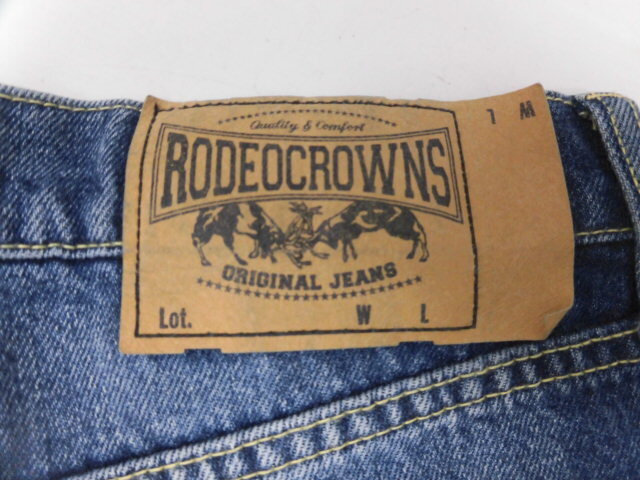 Quality & Comfort
RODEOCROWNS
ORIGINAL JEANS
Lot. W L
1 M